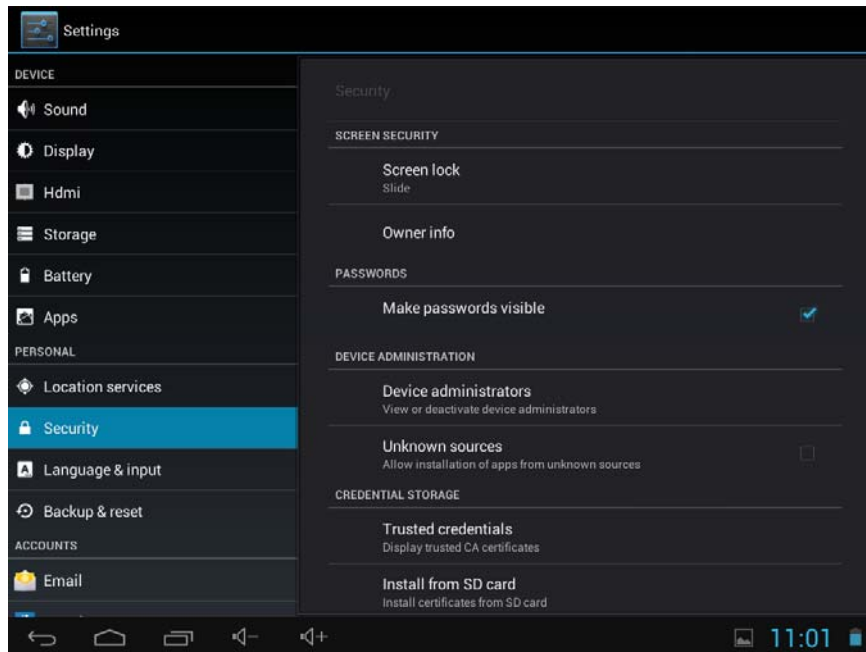 Settings
DEVICE
Sound
Display
Hdmi
Storage
Battery
Apps
PERSONAL
Location services
Security
Language & input
Backup & reset
ACCOUNTS
Email
Security
SCREEN SECURITY
Screen lock
Slide
Owner info
PASSWORDS
Make passwords visible
DEVICE ADMINISTRATION
Device administrators
View or deactivate device administrators
Unknown sources
Allow installation of apps from unknown sources
CREDENTIAL STORAGE
Trusted credentials
Display trusted CA certificates
Install from SD card
Install certificates from SD card
11:01